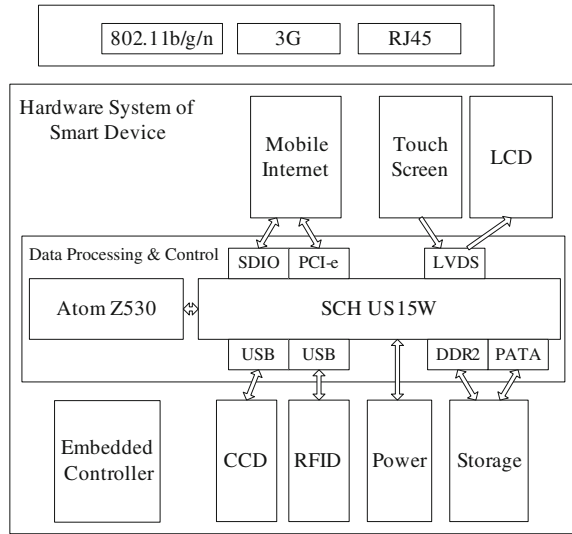 802.11b/g/n
3G
RJ45
Hardware System of
Smart Device
Mobile
Internet
Touch
Screen
LCD
Data Processing & Control
SDIO
PCI-e
LVDS
Atom Z530
SCH US15W
USB
USB
DDR2
PATA
Embedded
Controller
CCD
RFID
Power
Storage